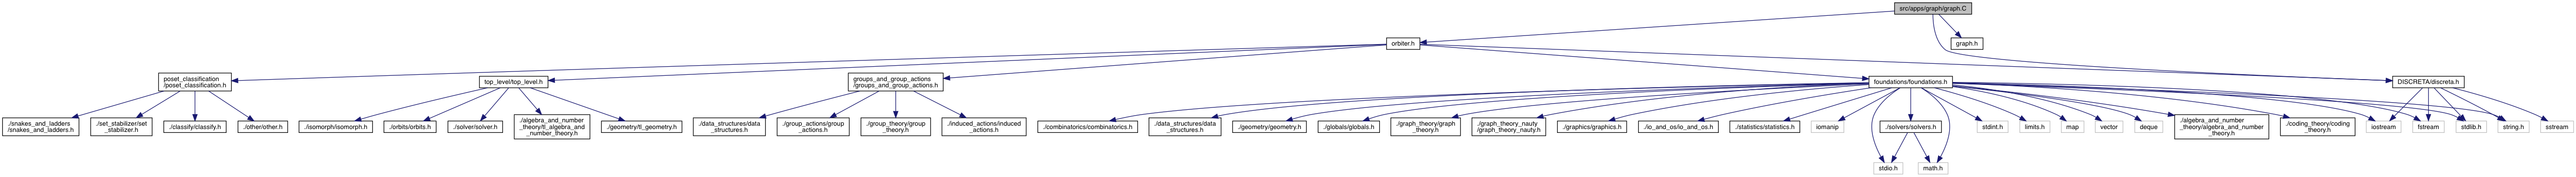 src/apps/graph/graph.C
orbiter.h
graph.h
poset_classification
/poset_classification.h
top_level/top_level.h
groups_and_group_actions
/groups_and_group_actions.h
foundations/foundations.h
DISCRETA/discreta.h
./snakes_and_ladders
/snakes_and_ladders.h
./set_stabilizer/set
_stabilizer.h
./classify/classify.h
./other/other.h
./isomorph/isomorph.h
./orbits/orbits.h
./solver/solver.h
./algebra_and_number
_theory/tl_algebra_and
_number_theory.h
./geometry/tl_geometry.h
./data_structures/data
_structures.h
./group_actions/group
_actions.h
./group_theory/group
_theory.h
./induced_actions/induced
_actions.h
./combinatorics/combinatorics.h
./data_structures/data
_structures.h
./geometry/geometry.h
./globals/globals.h
./graph_theory/graph
_theory.h
./graph_theory_nauty
/graph_theory_nauty.h
./graphics/graphics.h
./io_and_os/io_and_os.h
./statistics/statistics.h
iomanip
./solvers/solvers.h
stdint.h
limits.h
map
vector
deque
./algebra_and_number
_theory/algebra_and_number
_theory.h
./coding_theory/coding
_theory.h
iostream
fstream
stdlib.h
string.h
sstream
stdio.h
math.h